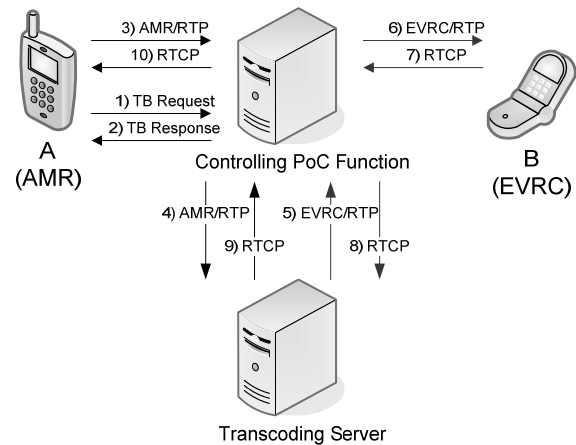 3) AMR/RTP
10) RTCP
1) TB Request
2) TB Response
A
(AMR)
6) EVRC/RTP
7) RTCP
B
(EVRC)
Controlling PoC Function
4) AMR/RTP
5) EVRC/RTP
9) RTCP
8) RTCP
Transcoding Server